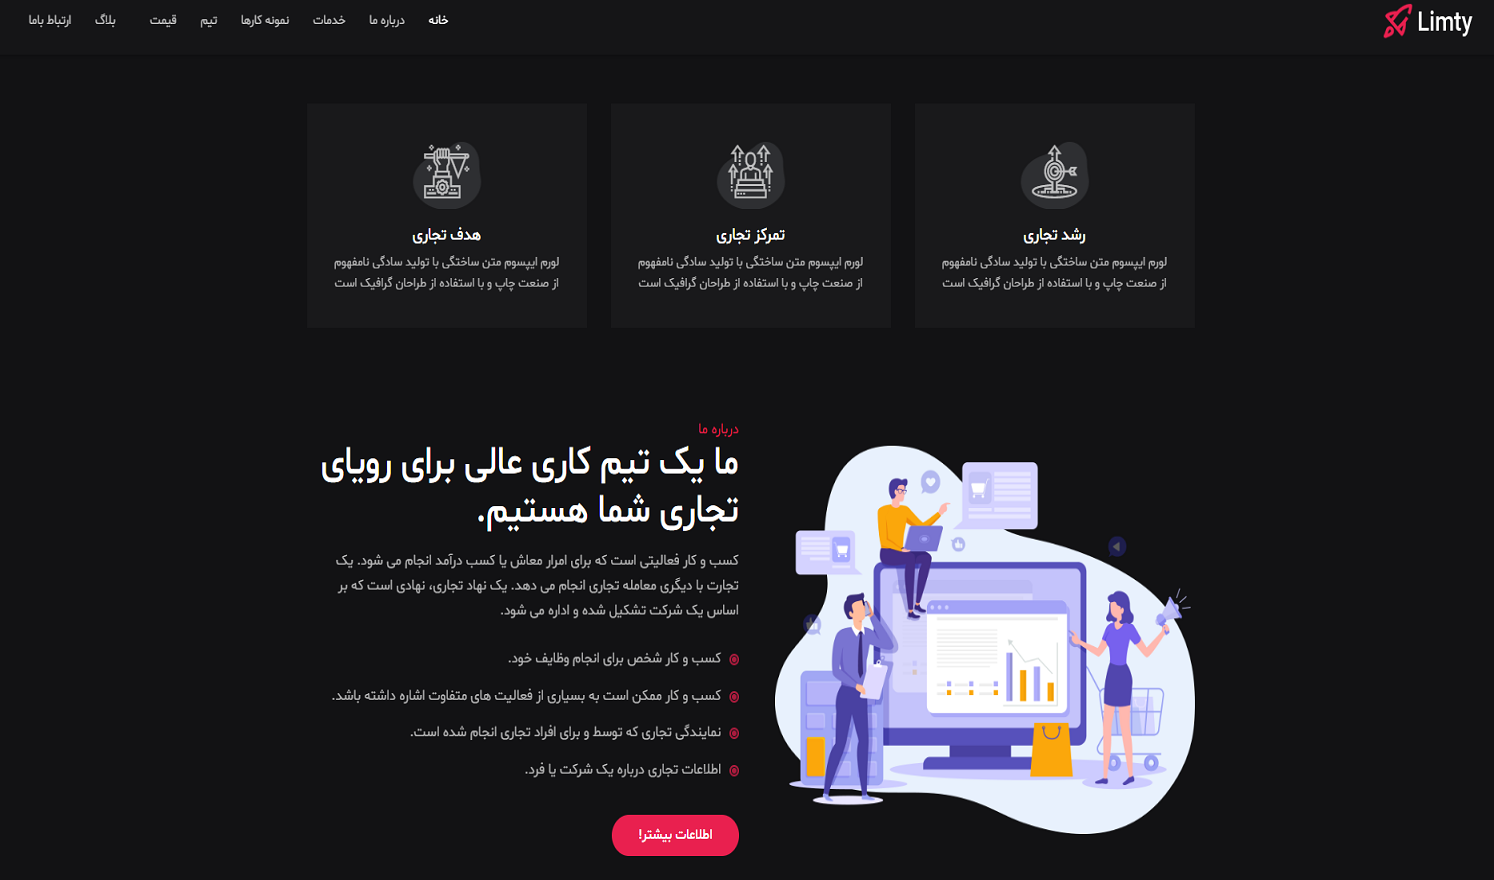 Limty
خانه
درباره ما
خدمات
نمونه کارها
تیم
قیمت
بلاگ
ارتباط باما
رشد تجاری
لورم ایپسوم متن ساختگی با تولید سادگی نامفهوم
از صنعت چاپ و با استفاده از طراحان گرافیک است
تمرکز تجاری
لورم ایپسوم متن ساختگی با تولید سادگی نامفهوم
از صنعت چاپ و با استفاده از طراحان گرافیک است
هدف تجاری
لورم ایپسوم متن ساختگی با تولید سادگی نامفهوم
از صنعت چاپ و با استفاده از طراحان گرافیک است
درباره ما
ما یک تیم کاری عالی برای رویای
تجاری شما هستیم.
کسب و کار فعالیتی است که برای امرار معاش یا کسب درآمد انجام می شود. یک
تجارت با دیگری معامله تجاری انجام می دهد. یک نهاد تجاری، نهادی است که بر
اساس یک شرکت تشکیل شده و اداره می شود.
کسب و کار شخص برای انجام وظایف خود.
کسب و کار ممکن است به بسیاری از فعالیت های متفاوت اشاره داشته باشد.
نمایندگی تجاری که توسط و برای افراد تجاری انجام شده است.
اطلاعات تجاری درباره یک شرکت یا فرد.
اطلاعات بیشتر!